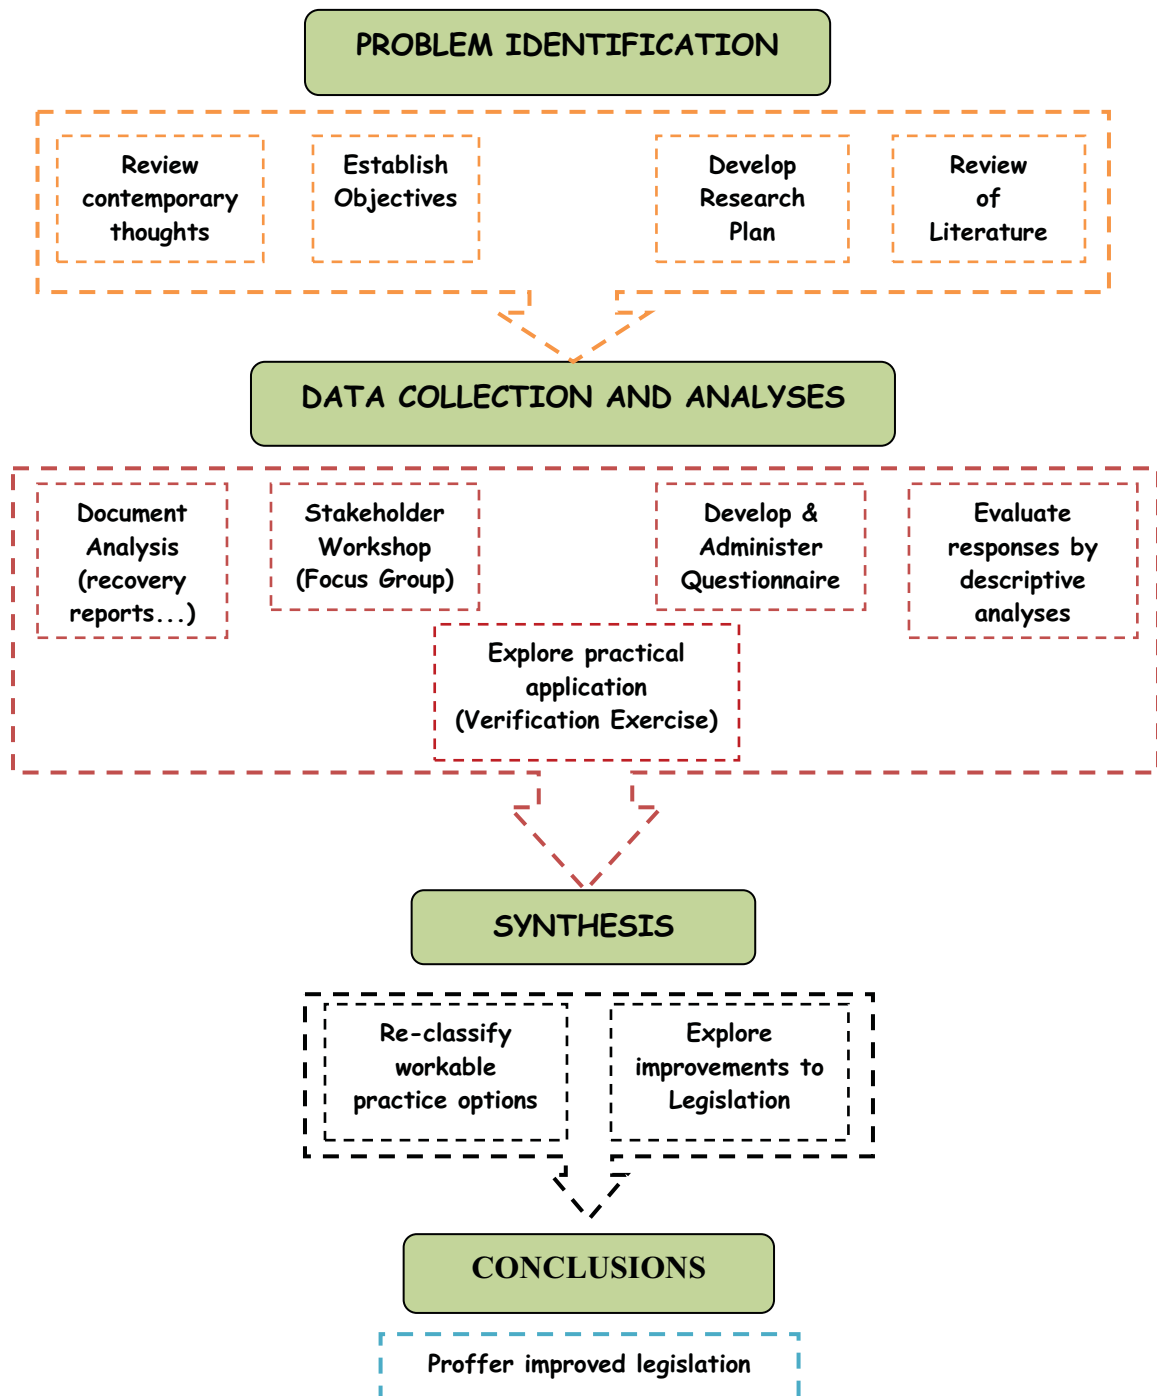 PROBLEM IDENTIFICATION
Review
contemporary
thoughts
Establish
Objectives
Develop
Research
Plan
Review
of
Literature
DATA COLLECTION AND ANALYSES
Document
Analysis
(recovery
reports...)
Stakeholder
Workshop
(Focus Group)
Develop &
Administer
Questionnaire
Evaluate
responses by
descriptive
analyses
Explore practical
application
(Verification Exercise)
SYNTHESIS
Re-classify
workable
practice options
Explore
improvements to
Legislation
CONCLUSIONS
Proffer improved legislation